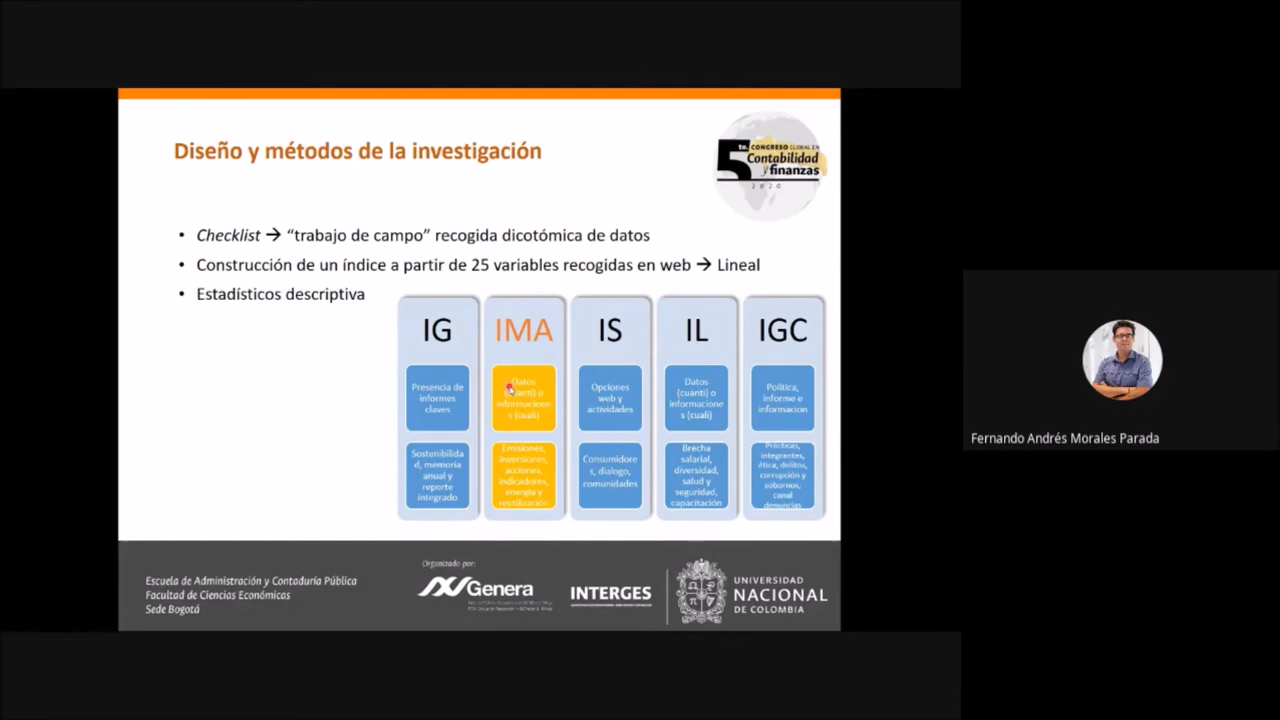 Diseño y métodos de la investigación
5to. CONGRESO GLOBAL EN
Contabilidad
y finanzas
2020
• Checklist → “trabajo de campo” recogida dicotómica de datos
• Construcción de un índice a partir de 25 variables recogidas en web → Lineal
• Estadísticos descriptiva
IG
Presencia de
informes
claves
Sostenibilida
d, memoria
anual y
reporte
integrado
IMA
Datos
(cuanti) o
informacione
s (cuali)
Emisiones,
inversiones,
acciones,
indicadores,
energía y
reutilización
IS
Opciones
web y
actividades
Consumidore
s, dialogo,
comunidades
IL
Datos
(cuanti) o
informacione
s (cuali)
Brecha
salarial,
diversidad,
salud y
seguridad,
capacitación
IGC
Política,
informe e
informacion
Prácticas,
integrantes,
ética, delitos,
corrupción y
sobornos,
canal
denuncias
Escuela de Administración y Contaduría Pública
Facultad de Ciencias Económicas
Sede Bogotá
Organizado por:
Genera
INTERGES
UNIVERSIDAD
NACIONAL
DE COLOMBIA
Fernando Andrés Morales Parada